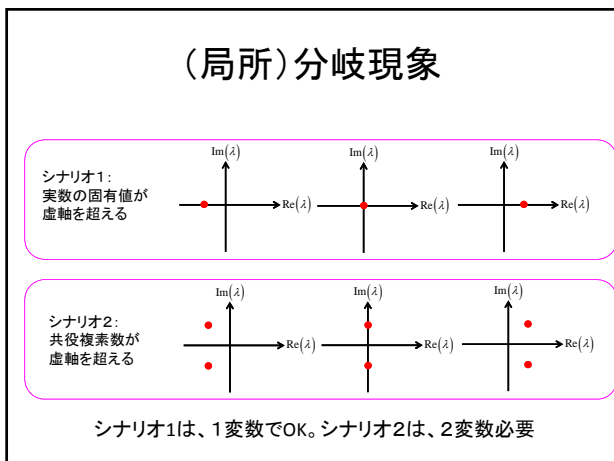 （局所）分岐現象
シナリオ１：
実数の固有値が
虚軸を超える
Im(λ)
Re(λ)
Im(λ)
Re(λ)
Im(λ)
Re(λ)
シナリオ２：
共役複素数が
虚軸を超える
Im(λ)
Re(λ)
Im(λ)
Re(λ)
Im(λ)
Re(λ)
シナリオ1は、１変数でOK。シナリオ２は、２変数必要